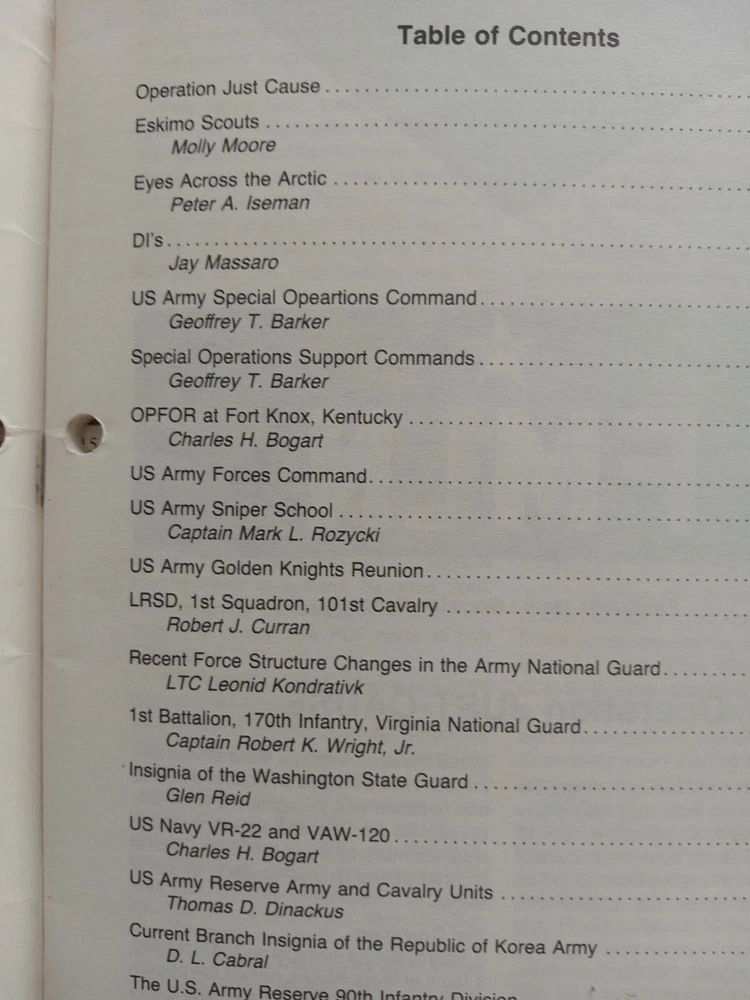 Table of Contents
Operation Just Cause
Eskimo Scouts
Molly Moore
Eyes Across the Arctic
Peter A. Iseman
DI's
Jay Massaro
US Army Special Opeartions Command
Geoffrey T. Barker
Special Operations Support Commands
Geoffrey T. Barker
OPFOR at Fort Knox, Kentucky
Charles H. Bogart
US Army Forces Command
US Army Sniper School
Captain Mark L. Rozycki
US Army Golden Knights Reunion
LRSD, 1st Squadron, 101st Cavalry
Robert J. Curran
Recent Force Structure Changes in the Army National Guard
LTC Leonid Kondrativk
1st Battalion, 170th Infantry, Virginia National Guard
Captain Robert K. Wright, Jr.
Insignia of the Washington State Guard
Glen Reid
US Navy VR-22 and VAW-120
Charles H. Bogart
US Army Reserve Army and Cavalry Units
Thomas D. Dinackus
Current Branch Insignia of the Republic of Korea Army
D. L. Cabral
The U.S. Army Reserve 90th Infantry Division